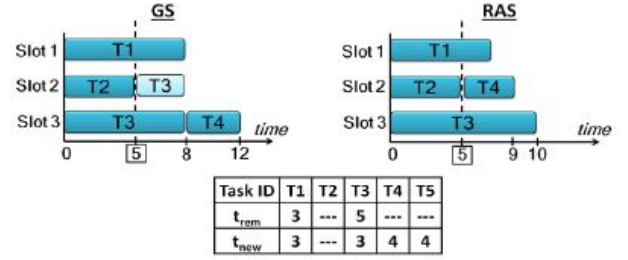 GS
RAS
Slot 1 T1
Slot 2 T2 T3
Slot 3 T3 T4 time
0 5 8 12
Slot 1 T1
Slot 2 T2 T4
Slot 3 T3 time
0 5 9 10
Task ID T1 T2 T3 T4 T5
trem 3 --- 5 --- ---
tnew 3 --- 3 4 4